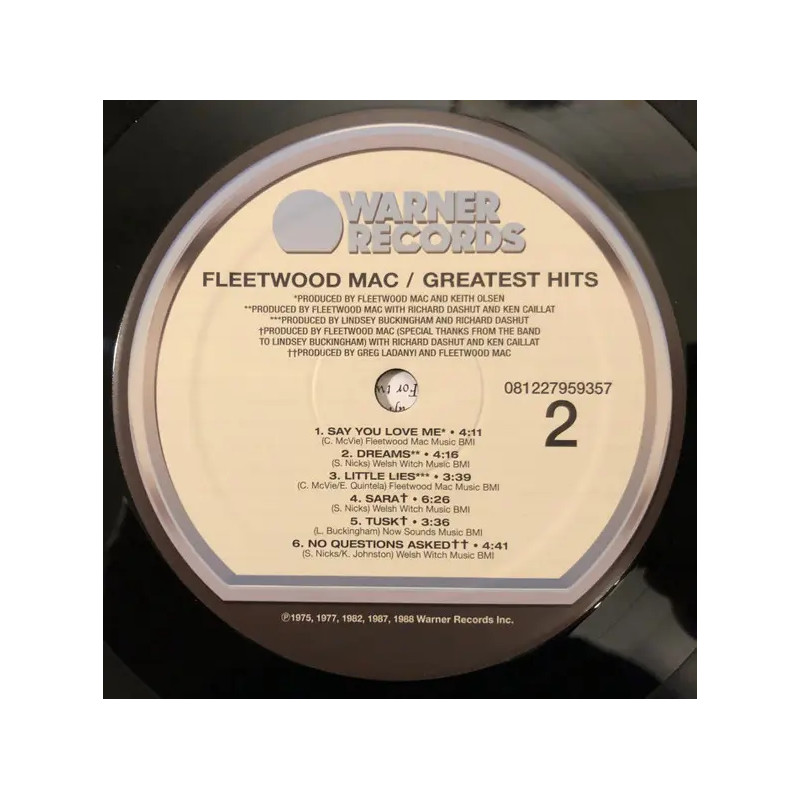 WARNER
RECORDS
FLEETWOOD MAC / GREATEST HITS
*PRODUCED BY FLEETWOOD MAC AND KEITH OLSEN
**PRODUCED BY FLEETWOOD MAC WITH RICHARD DASHUT AND KEN CAILLAT
***PRODUCED BY LINDSEY BUCKINGHAM AND RICHARD DASHUT
†PRODUCED BY FLEETWOOD MAC (SPECIAL THANKS FROM THE BAND
TO LINDSEY BUCKINGHAM) WITH RICHARD DASHUT AND KEN CAILLAT
††PRODUCED BY GREG LADANYI AND FLEETWOOD MAC
For
081227959357
2
1. SAY YOU LOVE ME* • 4:11
(C. McVie) Fleetwood Mac Music BMI
2. DREAMS** • 4:16
(S. Nicks) Welsh Witch Music BMI
3. LITTLE LIES*** • 3:39
(C. McVie/E. Quintela) Fleetwood Mac Music BMI
4. SARA† • 6:26
(S. Nicks) Welsh Witch Music BMI
5. TUSK† • 3:36
(L. Buckingham) Now Sounds Music BMI
6. NO QUESTIONS ASKED†† • 4:41
(S. Nicks/K. Johnston) Welsh Witch Music BMI
℗1975, 1977, 1982, 1987, 1988 Warner Records Inc.